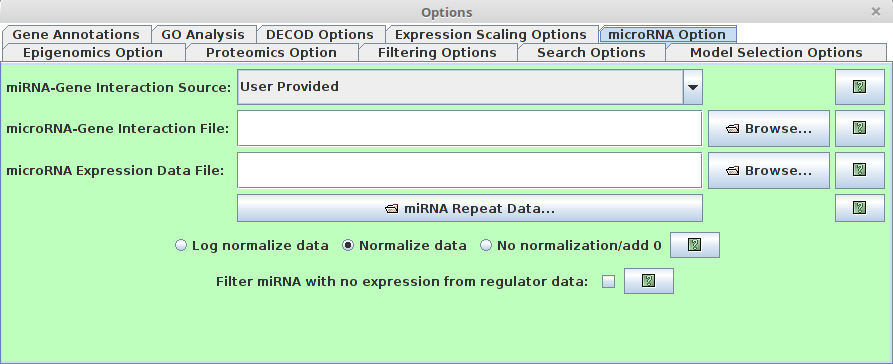 Options
Gene Annotations GO Analysis DECOD Options Expression Scaling Options microRNA Option
Epigenomics Option Proteomics Option Filtering Options Search Options Model Selection Options
miRNA-Gene Interaction Source: User Provided
microRNA-Gene Interaction File: Browse...
microRNA Expression Data File: Browse...
miRNA Repeat Data...
Log normalize data Normalize data No normalization/add 0
Filter miRNA with no expression from regulator data: